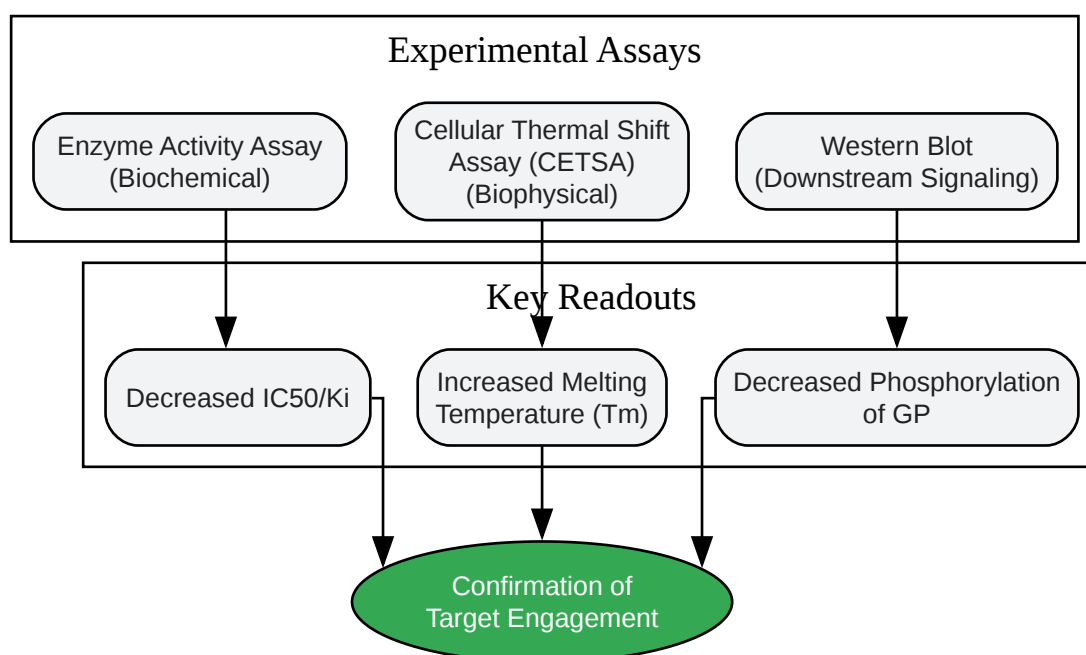 Experimental Assays
Enzyme Activity Assay
(Biochemical)
Cellular Thermal Shift
Assay (CETSA)
(Biophysical)
Western Blot
(Downstream Signaling)
Key Readouts
Decreased IC50/Ki
Increased Melting
Temperature (Tm)
Decreased Phosphorylation
of GP
Confirmation of
Target Engagement